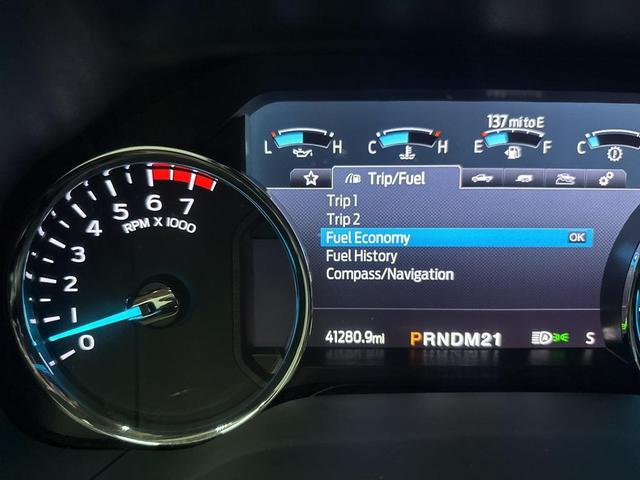 137 mi to E
L H C H E F C
Trip/Fuel
Trip 1
Trip 2
Fuel Economy OK
Fuel History
Compass/Navigation
41280.9mi PRNDM21 A S
7
6
5
4
3
2
1
0
RPM X 1000